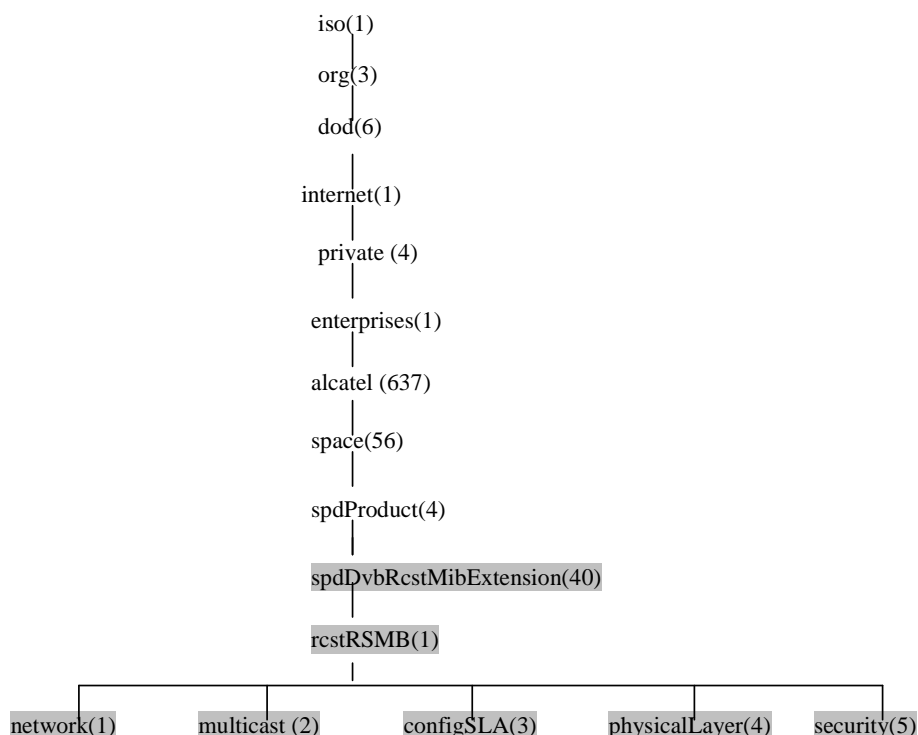 iso(1)
org(3)
dod(6)
internet(1)
private (4)
enterprises(1)
alcatel (637)
space(56)
spdProduct(4)
spdDvbRcstMibExtension(40)
rcstRSMB(1)
network(1) multicast (2) configSLA(3) physicalLayer(4) security(5)